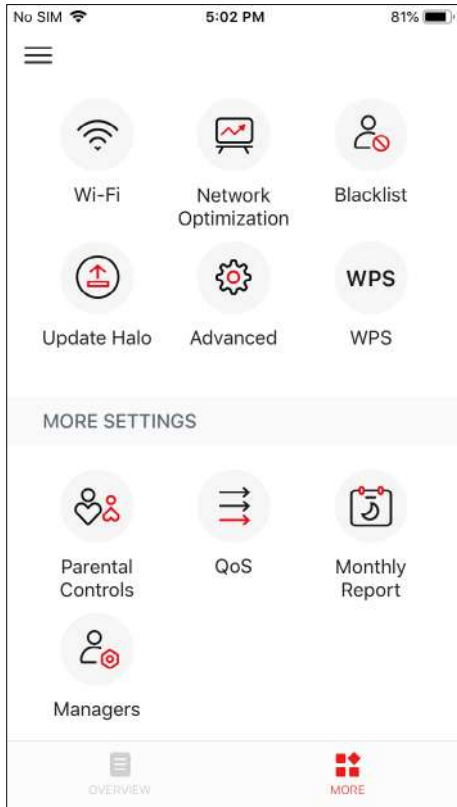 No SIM 5:02 PM 81%
Wi-Fi Network Optimization Blacklist
Update Halo Advanced WPS WPS
MORE SETTINGS
Parental Controls QoS Monthly Report
Managers
OVERVIEW MORE